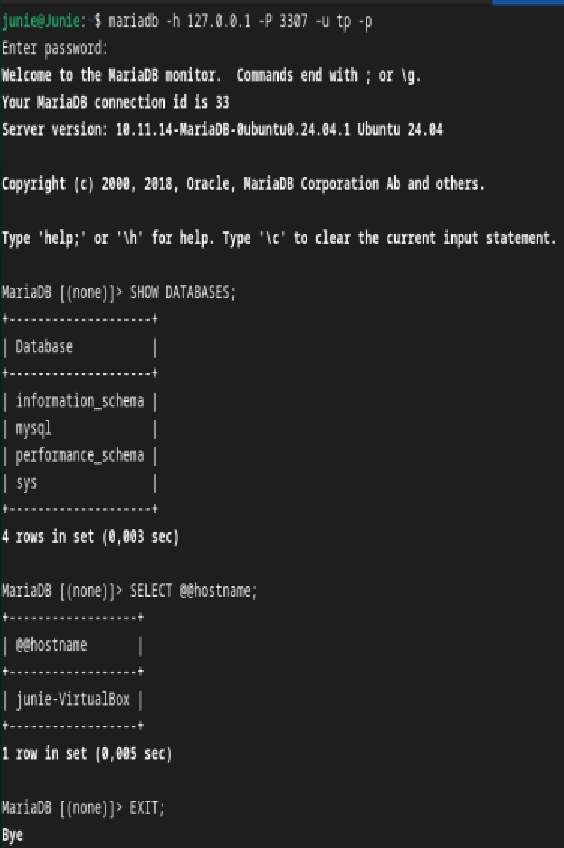 junie@Junie:~$ mariadb -h 127.0.0.1 -P 3307 -u tp -p
Enter password:
Welcome to the MariaDB monitor.  Commands end with ; or \g.
Your MariaDB connection id is 33
Server version: 10.11.14-MariaDB-0ubuntu0.24.04.1 Ubuntu 24.04

Copyright (c) 2000, 2018, Oracle, MariaDB Corporation Ab and others.

Type 'help;' or '\h' for help. Type '\c' to clear the current input statement.

MariaDB [(none)]> SHOW DATABASES;
+--------------------+
| Database           |
+--------------------+
| information_schema |
| mysql              |
| performance_schema |
| sys                |
+--------------------+
4 rows in set (0,003 sec)

MariaDB [(none)]> SELECT @@hostname;
+------------------+
| @@hostname       |
+------------------+
| junie-VirtualBox |
+------------------+
1 row in set (0,005 sec)

MariaDB [(none)]> EXIT;
Bye